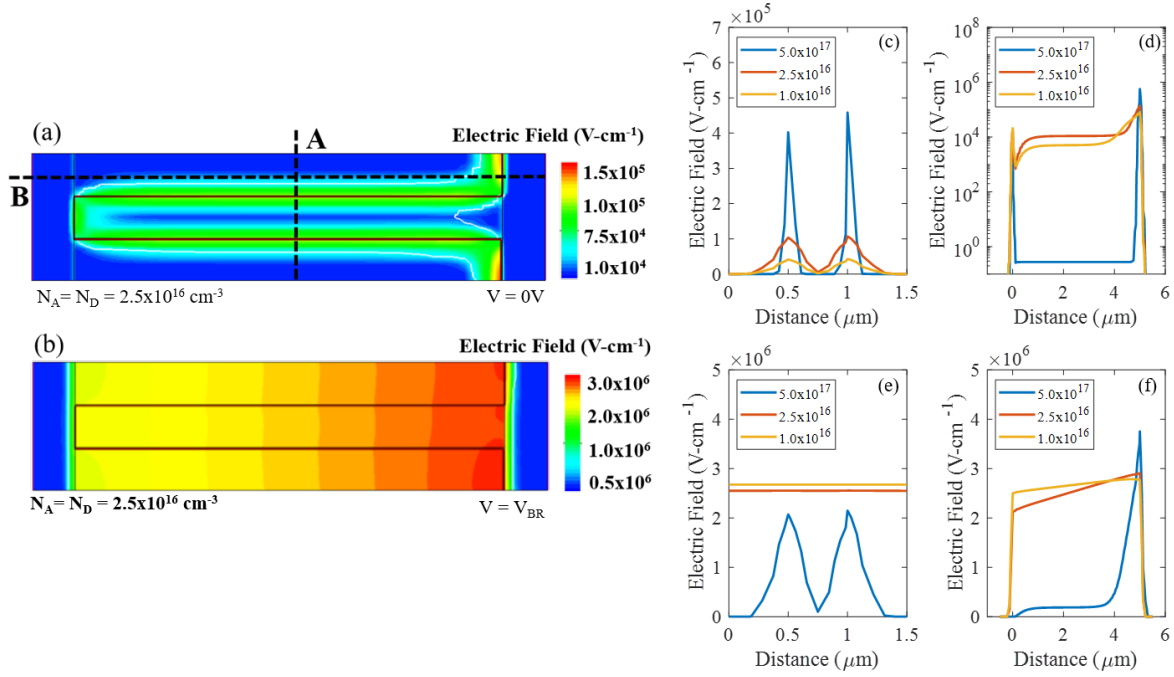 (a)
A
B
Electric Field (V-cm⁻¹)
1.5x10⁵
1.0x10⁵
7.5x10⁴
1.0x10⁴
N_A= N_D = 2.5x10¹⁶ cm⁻³
V = 0V
(b)
Electric Field (V-cm⁻¹)
3.0x10⁶
2.0x10⁶
1.0x10⁶
0.5x10⁶
N_A= N_D = 2.5x10¹⁶ cm⁻³
V = V_BR
×10⁵
(c)
5.0x10¹⁷
2.5x10¹⁶
1.0x10¹⁶
Electric Field (V-cm⁻¹)
7
6
5
4
3
2
1
0
0 0.5 1 1.5
Distance (μm)
(d)
5.0x10¹⁷
2.5x10¹⁶
1.0x10¹⁶
Electric Field (V-cm⁻¹)
10⁸
10⁶
10⁴
10²
10⁰
0 2 4 6
Distance (μm)
×10⁶
(e)
5.0x10¹⁷
2.5x10¹⁶
1.0x10¹⁶
Electric Field (V-cm⁻¹)
5
4
3
2
1
0
0 0.5 1 1.5
Distance (μm)
×10⁶
(f)
5.0x10¹⁷
2.5x10¹⁶
1.0x10¹⁶
Electric Field (V-cm⁻¹)
5
4
3
2
1
0
0 2 4 6
Distance (μm)